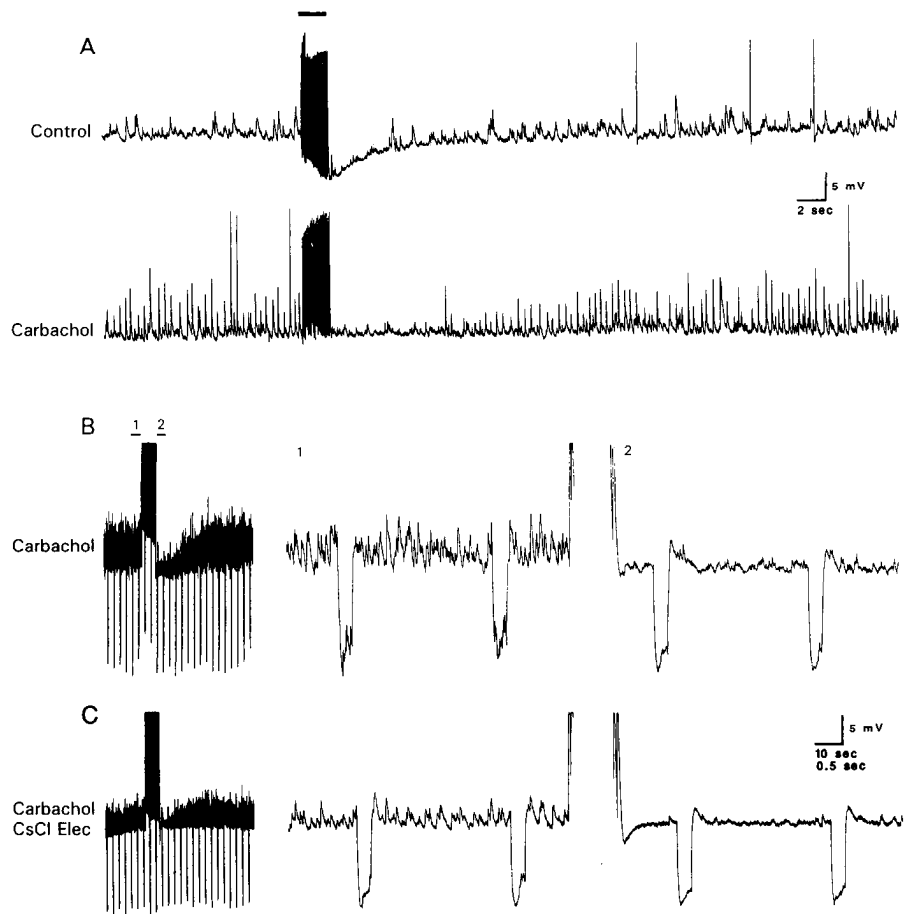 A
Control
5 mV
2 sec
Carbachol
B
1
2
1
2
Carbachol
C
5 mV
10 sec
0.5 sec
Carbachol
CsCl Elec